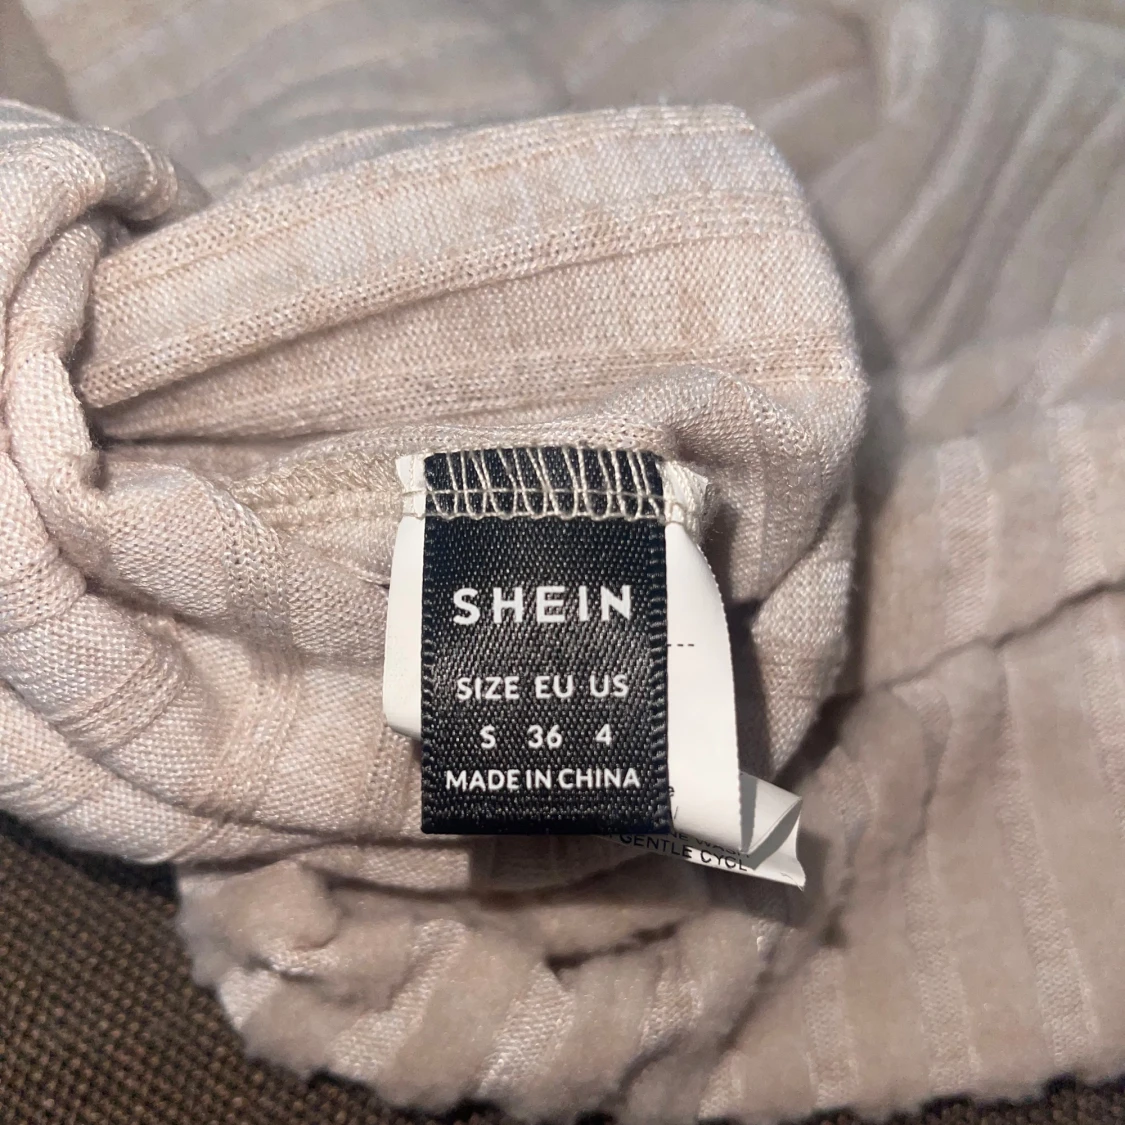 SHEIN
SIZE EU US
S 36 4
MADE IN CHINA
GENTLE CYCL